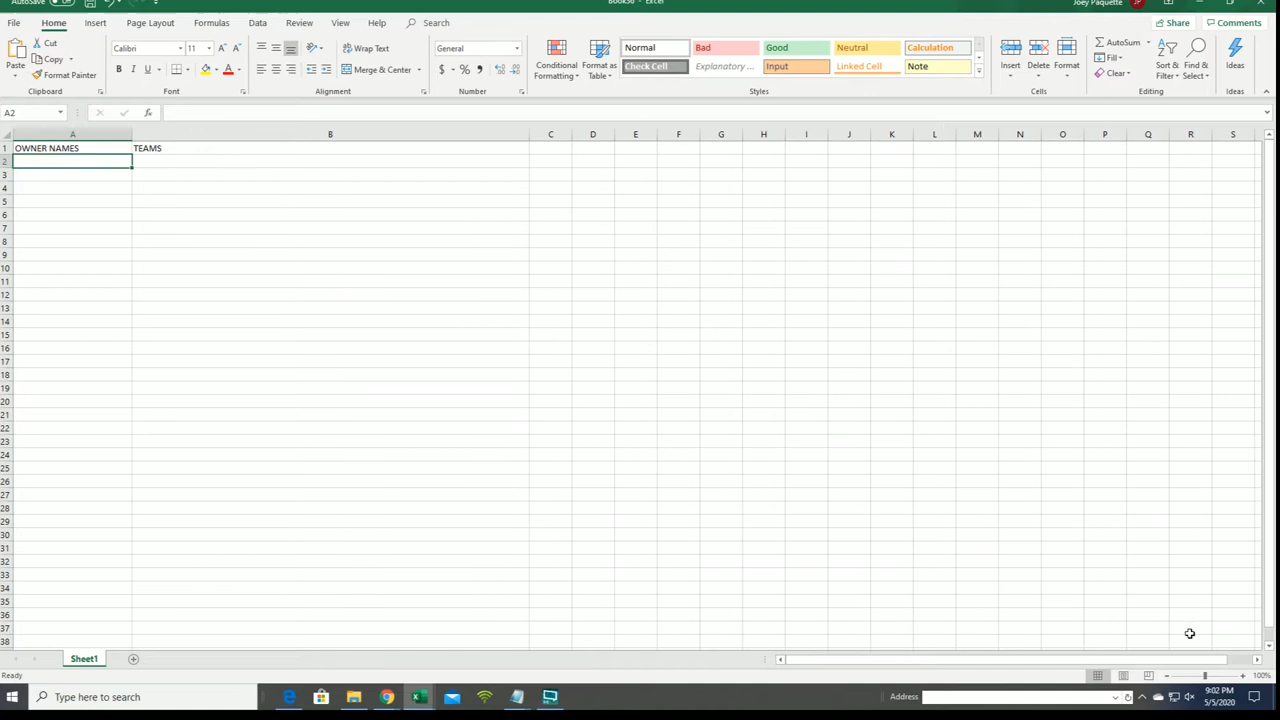 AutoSave Book36 - Excel Joey Paquette JP
File Home Insert Page Layout Formulas Data Review View Help Search Share Comments
Paste Cut Copy Format Painter Clipboard
Calibri 11 A A B I U A Font
Wrap Text Merge & Center Alignment
General $ % , Number
Conditional Formatting Format as Table
Normal Bad Good Neutral Calculation
Check Cell Explanatory ... Input Linked Cell Note
Styles
Insert Delete Format Cells
AutoSum Fill Clear Sort & Filter Find & Select Editing
Ideas Ideas
A2 fx
A B C D E F G H I J K L M N O P Q R S
1 OWNER NAMES TEAMS
2
3
4
5
6
7
8
9
10
11
12
13
14
15
16
17
18
19
20
21
22
23
24
25
26
27
28
29
30
31
32
33
34
35
36
37
38
Sheet1
Ready 100%
Type here to search Address 9:02 PM
5/5/2020